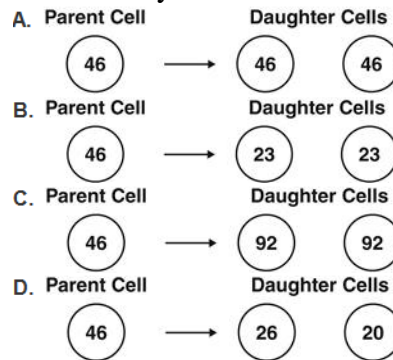 A. Parent Cell Daughter Cells
46 46 46
B. Parent Cell Daughter Cells
46 23 23
C. Parent Cell Daughter Cells
46 92 92
D. Parent Cell Daughter Cells
46 26 20